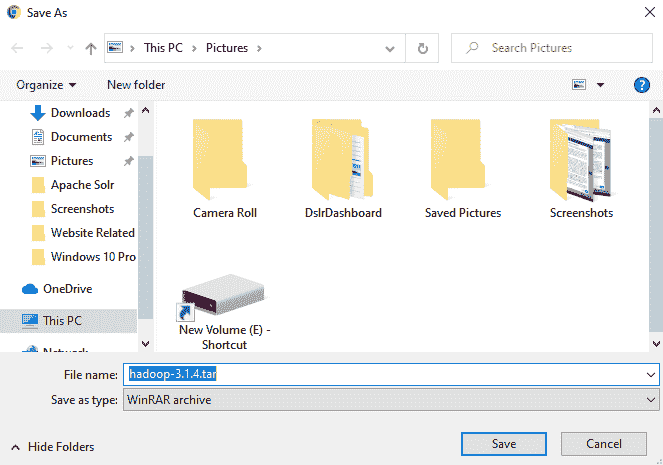 Save As
This PC > Pictures >
Search Pictures
Organize
New folder
?
Downloads
Documents
Pictures
Apache Solr
Screenshots
Website Related
Windows 10 Pro
OneDrive
This PC
Network
Camera Roll
DslrDashboard
Saved Pictures
Screenshots
New Volume (E) -
Shortcut
File name:
hadoop-3.1.4.tar
Save as type:
WinRAR archive
Hide Folders
Save
Cancel